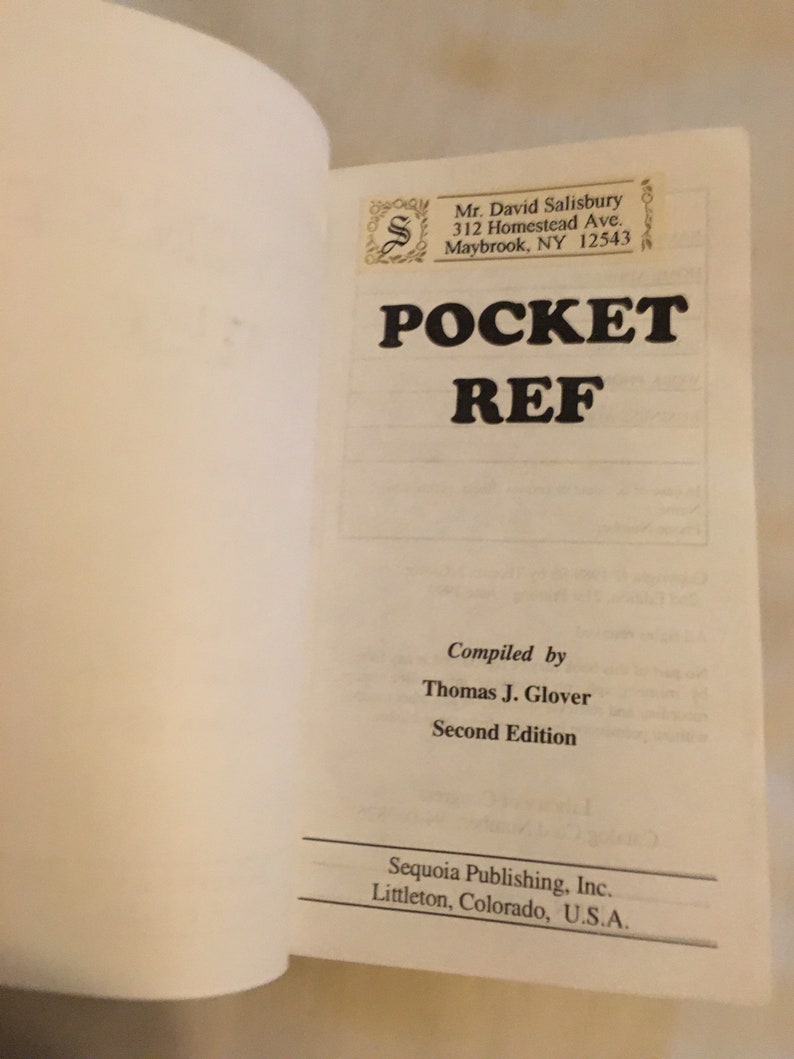 S
Mr. David Salisbury
312 Homestead Ave.
Maybrook, NY 12543
POCKET
REF
Compiled by
Thomas J. Glover
Second Edition
Sequoia Publishing, Inc.
Littleton, Colorado, U.S.A.